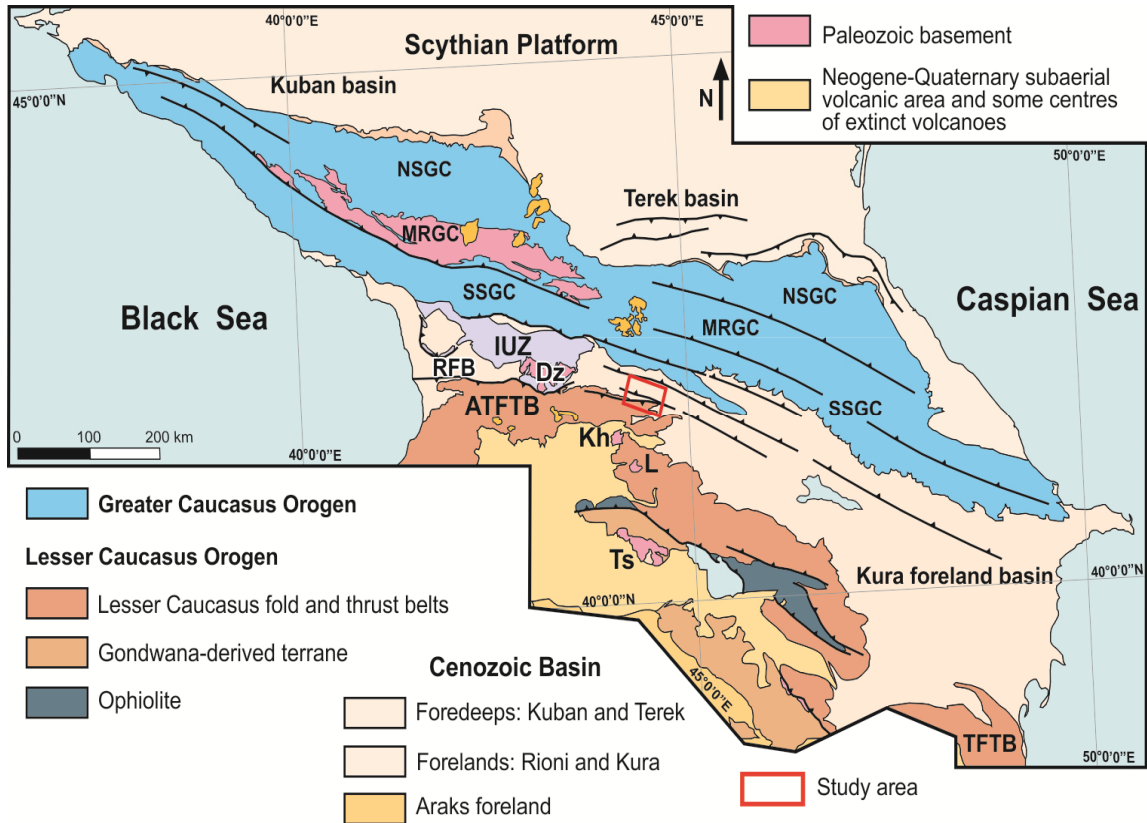 40°0'0"E
45°0'0"E
Scythian Platform
Paleozoic basement
Kuban basin
N
Neogene-Quaternary subaerial
volcanic area and some centres
of extinct volcanoes
45°0'0"N
50°0'0"E
NSGC
Terek basin
MRGC
NSGC
SSGC
Caspian Sea
Black Sea
MRGC
IUZ
RFB
Dž
SSGC
ATFTB
0 100 200 km
Kh
40°0'0"E
L
Greater Caucasus Orogen
Ts
Kura foreland basin
40°0'0"N
40°0'0"N
Lesser Caucasus Orogen
Lesser Caucasus fold and thrust belts
Gondwana-derived terrane
Ophiolite
45°0'0"E
Cenozoic Basin
Foredeeps: Kuban and Terek
Forelands: Rioni and Kura
Araks foreland
TFTB
50°0'0"E
Study area